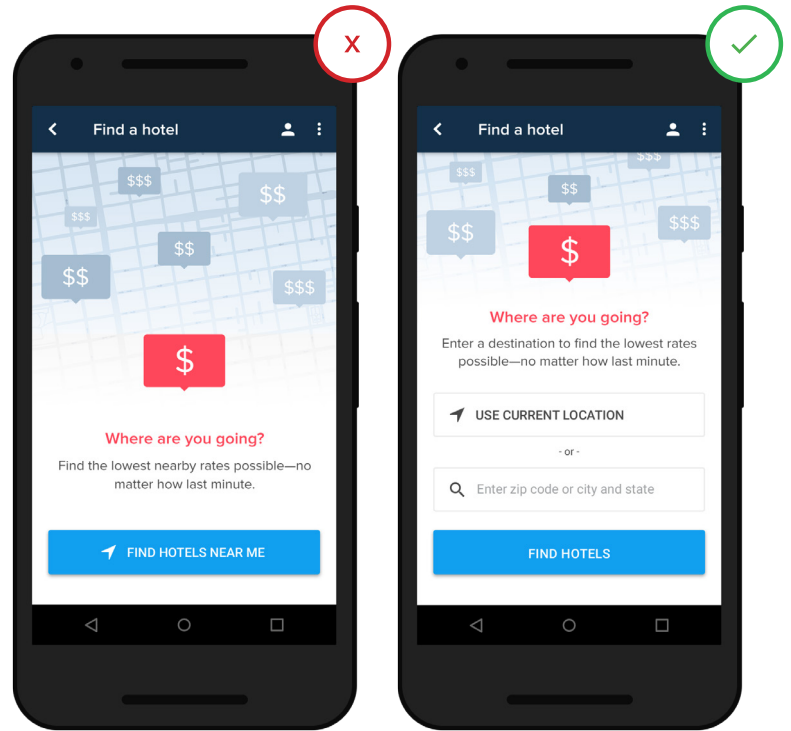 X
Find a hotel
$$$
$$
$$$
$$
$$
$$$
$
Where are you going?
Find the lowest nearby rates possible—no
matter how last minute.
FIND HOTELS NEAR ME
Find a hotel
$$$
$$$
$$
$$
$$$
$
Where are you going?
Enter a destination to find the lowest rates
possible—no matter how last minute.
USE CURRENT LOCATION
- or -
Enter zip code or city and state
FIND HOTELS